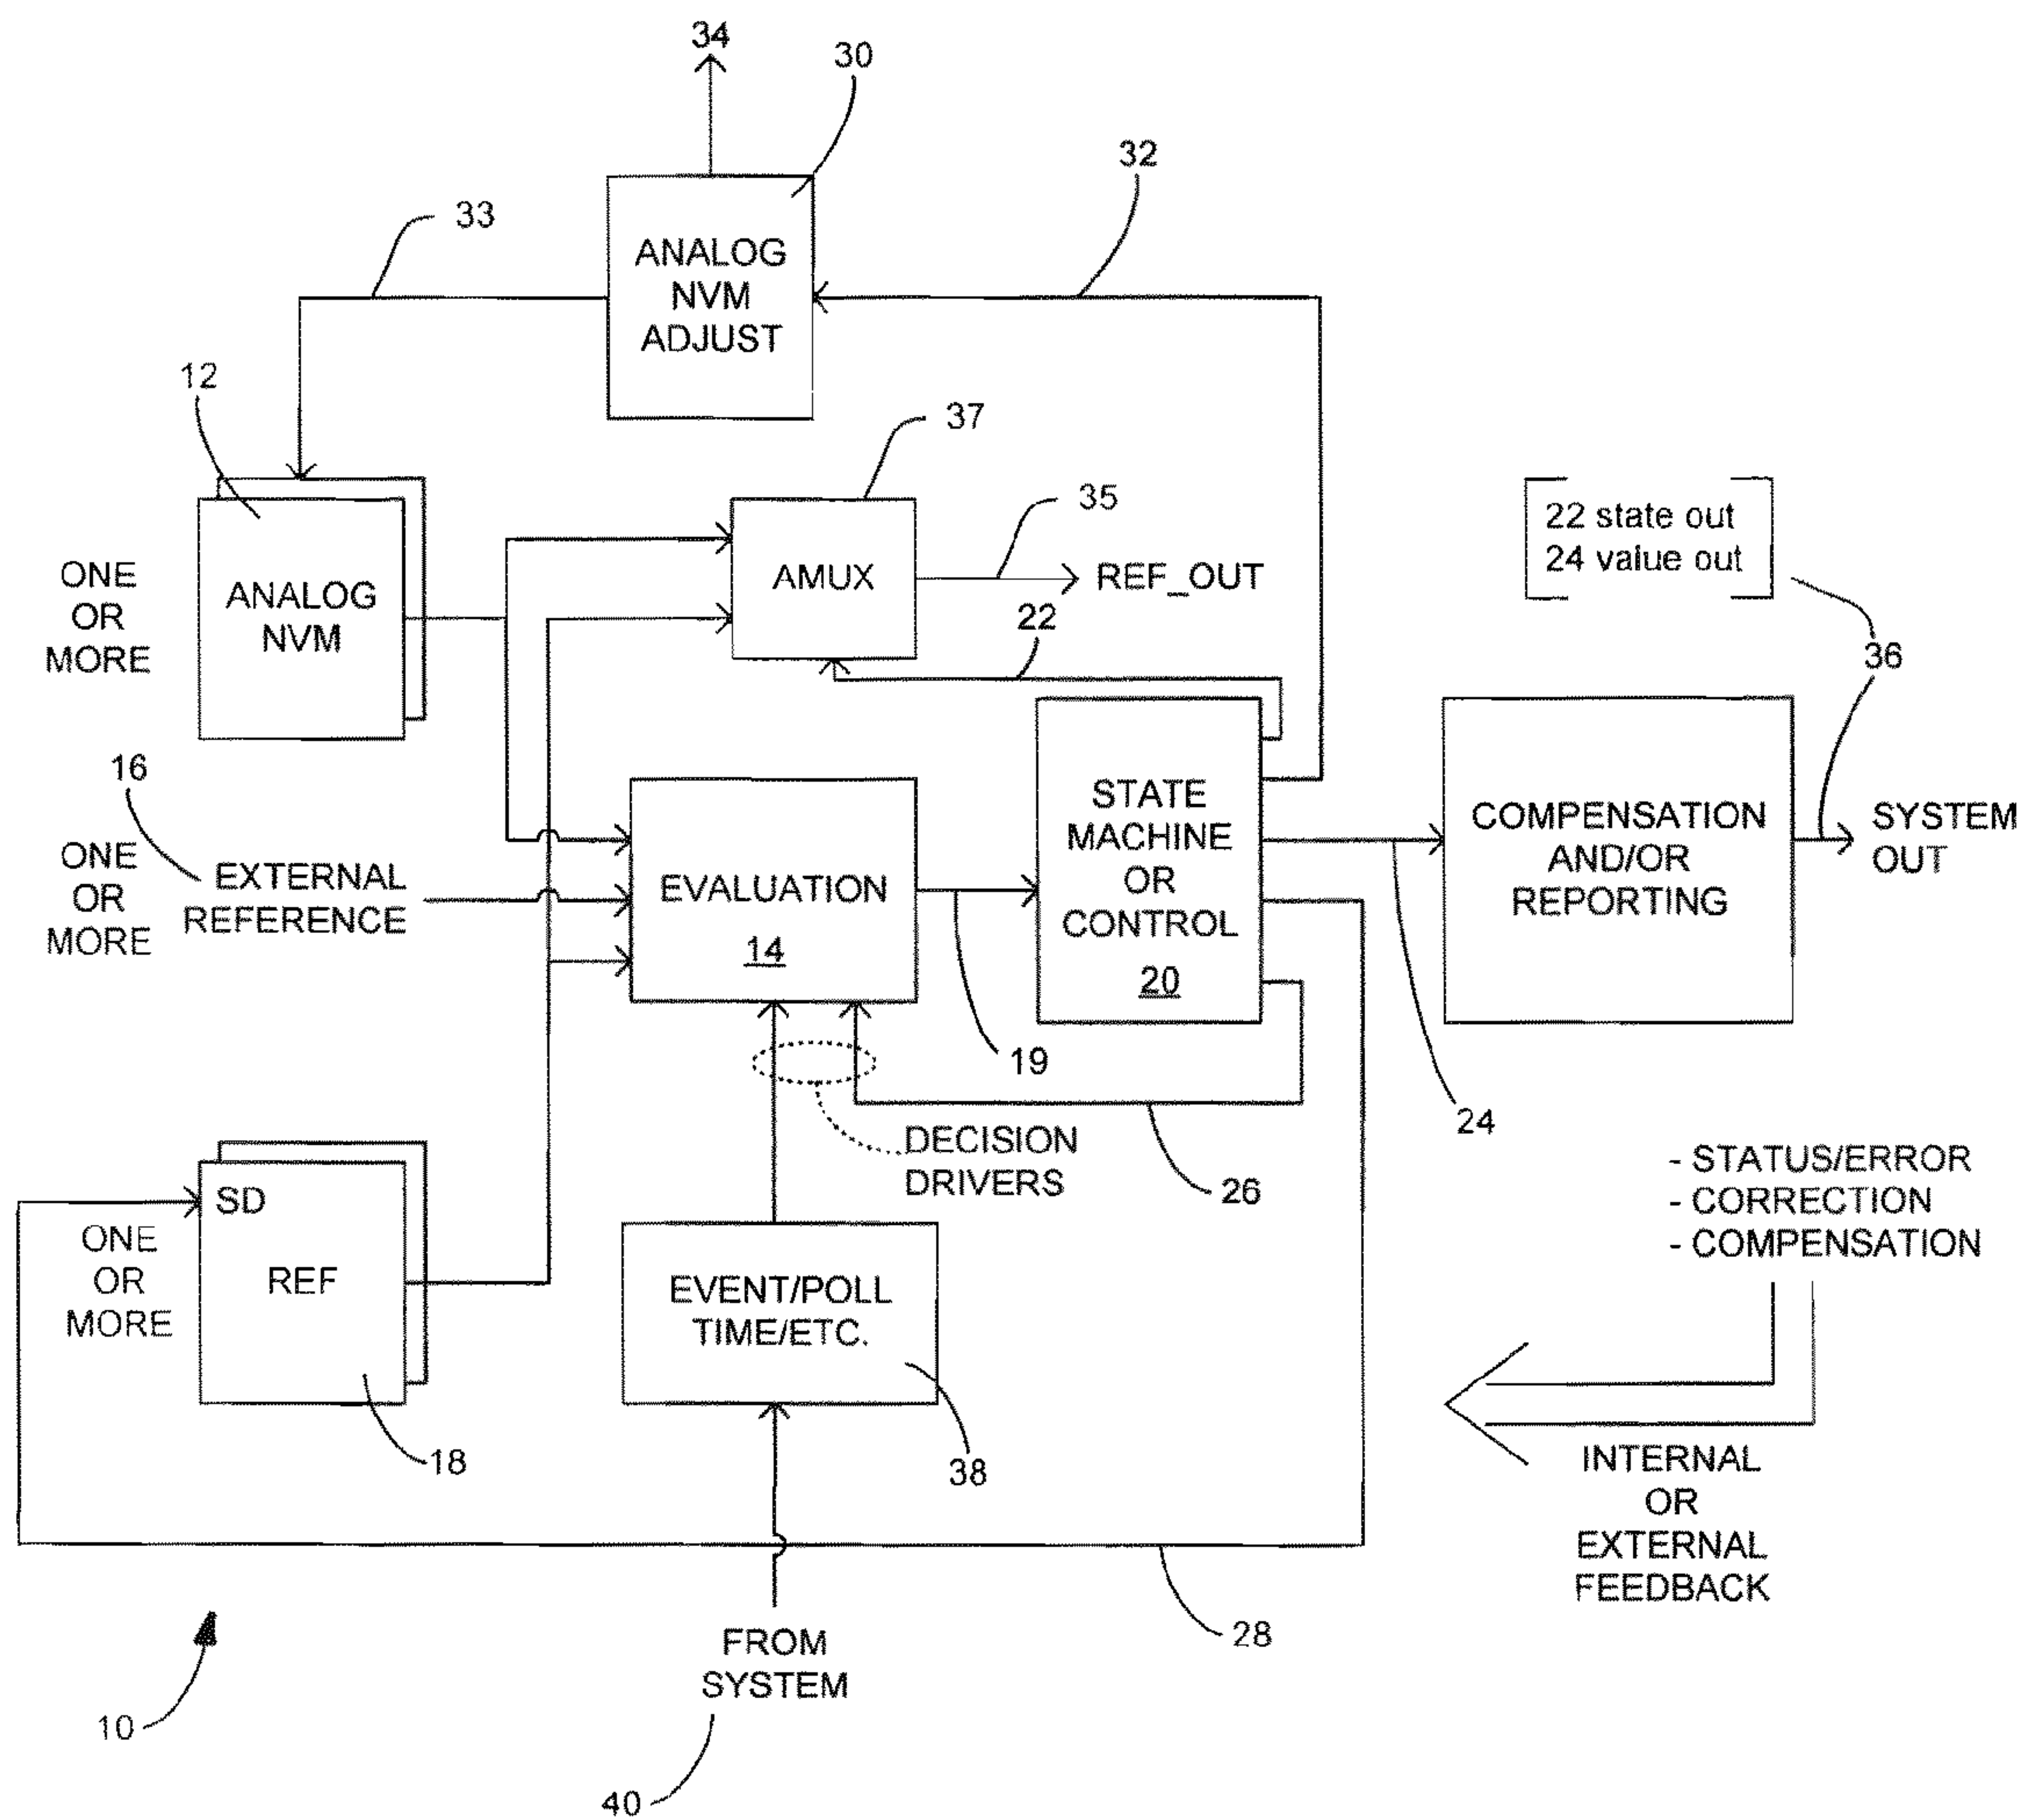 34
30
32
33
ANALOG
NVM
ADJUST
12
37
35
22 state out
24 value out
ONE
OR
MORE
ANALOG
NVM
AMUX
REF_OUT
22
36
16
ONE
OR
MORE
EXTERNAL
REFERENCE
EVALUATION
14
STATE
MACHINE
OR
CONTROL
20
COMPENSATION
AND/OR
REPORTING
SYSTEM
OUT
19
24
DECISION
DRIVERS
26
- STATUS/ERROR
- CORRECTION
- COMPENSATION
SD
ONE
OR
MORE
REF
EVENT/POLL
TIME/ETC.
18
38
INTERNAL
OR
EXTERNAL
FEEDBACK
28
FROM
SYSTEM
10
40